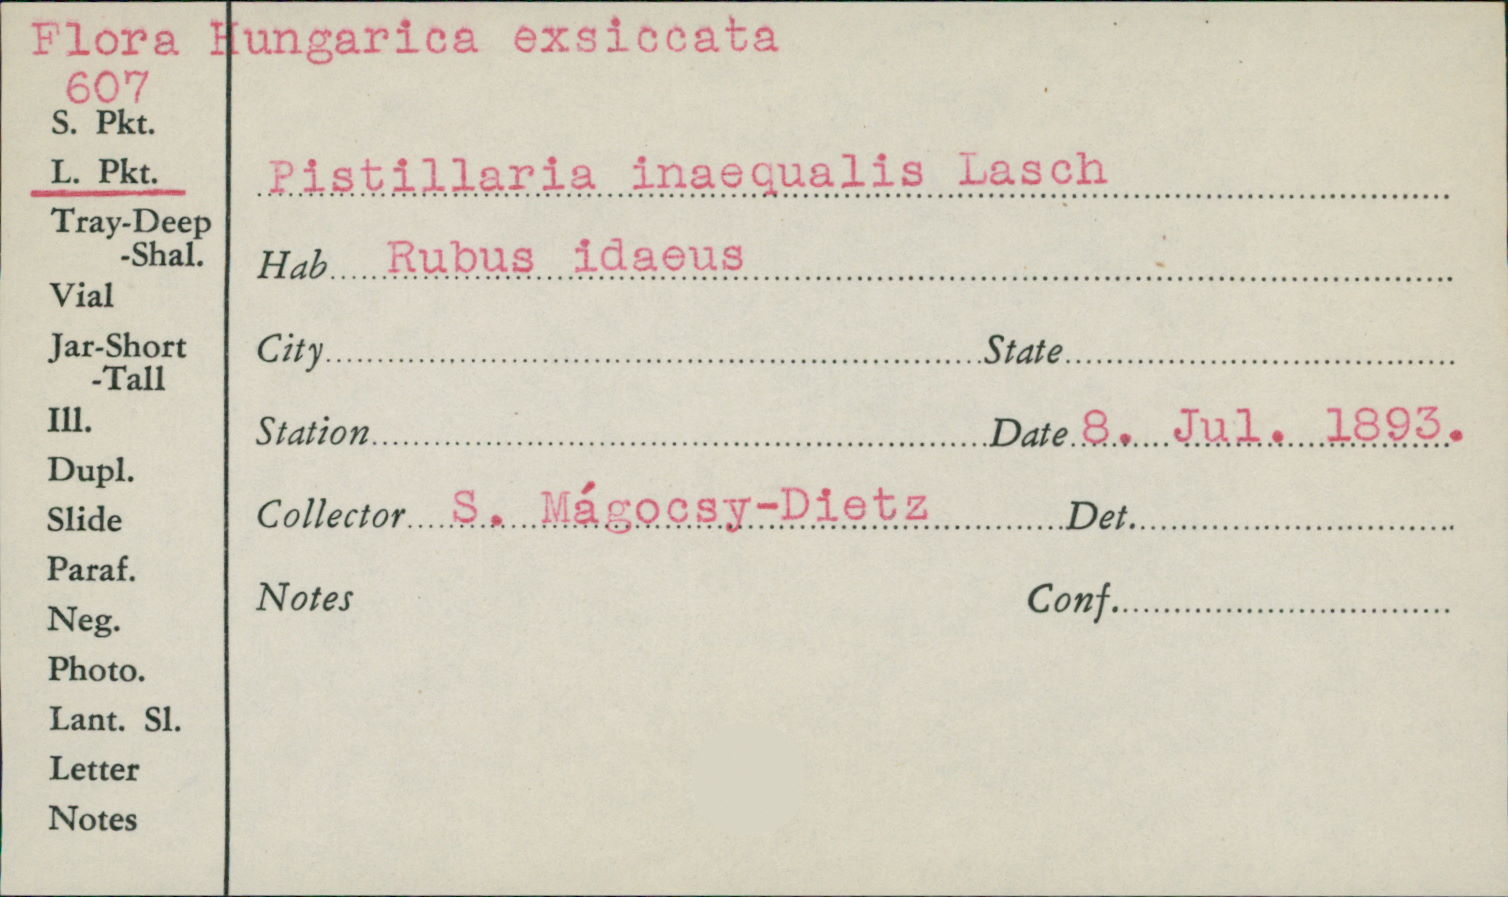 Flora Hungarica exsiccata
607
S. Pkt.
L. Pkt.
Tray-Deep
-Shal.
Vial
Jar-Short
-Tall
Ill.
Dupl.
Slide
Paraf.
Neg.
Photo.
Lant. Sl.
Letter
Notes
Pistillaria inaequalis Lasch
Hab. Rubus idaeus
City State
Station Date 8. Jul. 1893.
Collector S. Mágocsy-Dietz Det.
Notes Conf.